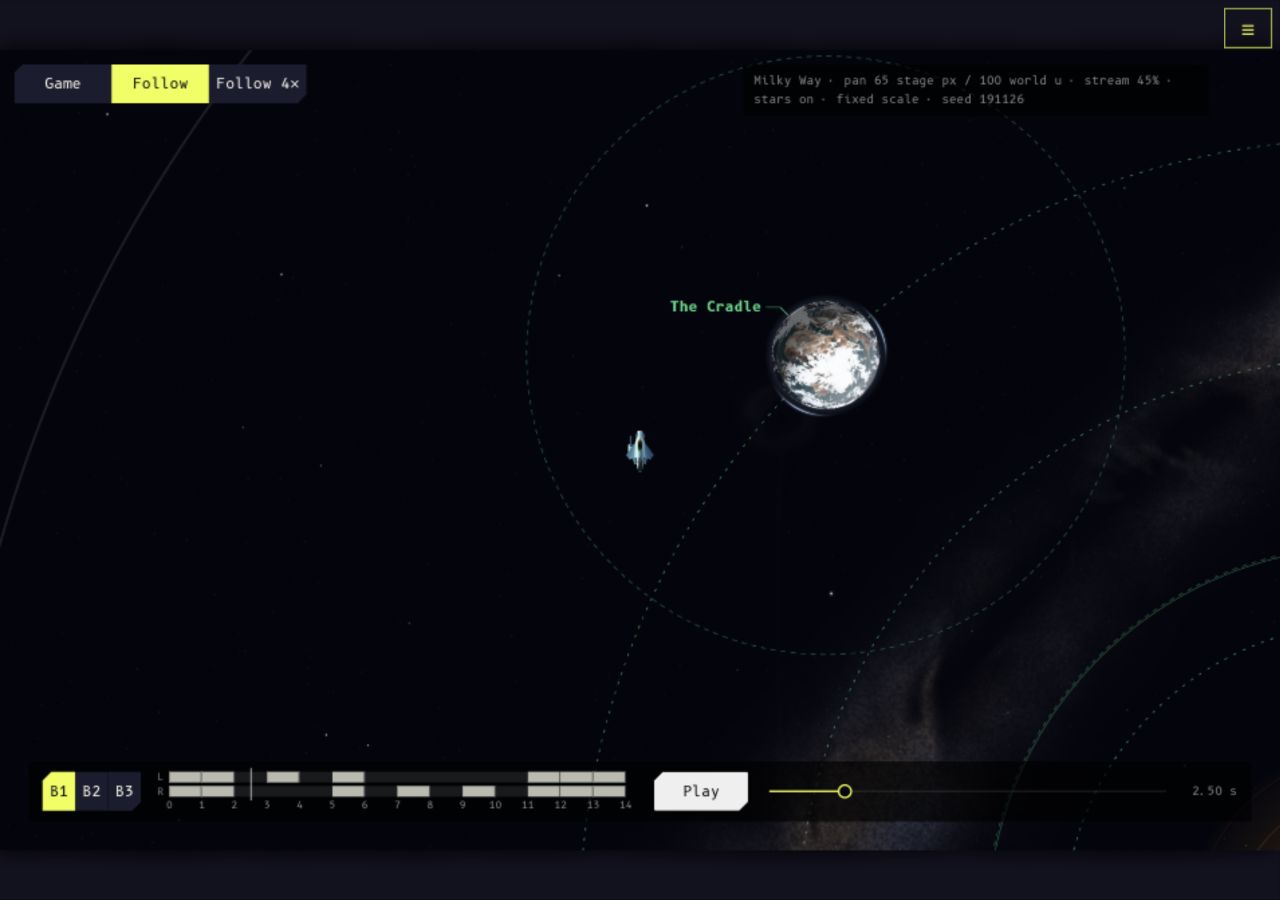 ≡
Game Follow Follow 4×
Milky Way · pan 65 stage px / 100 world u · stream 45% ·
stars on · fixed scale · seed 191126
The Cradle
B1 B2 B3
L
R
0 1 2 3 4 5 6 7 8 9 10 11 12 13 14
Play
2.50 s